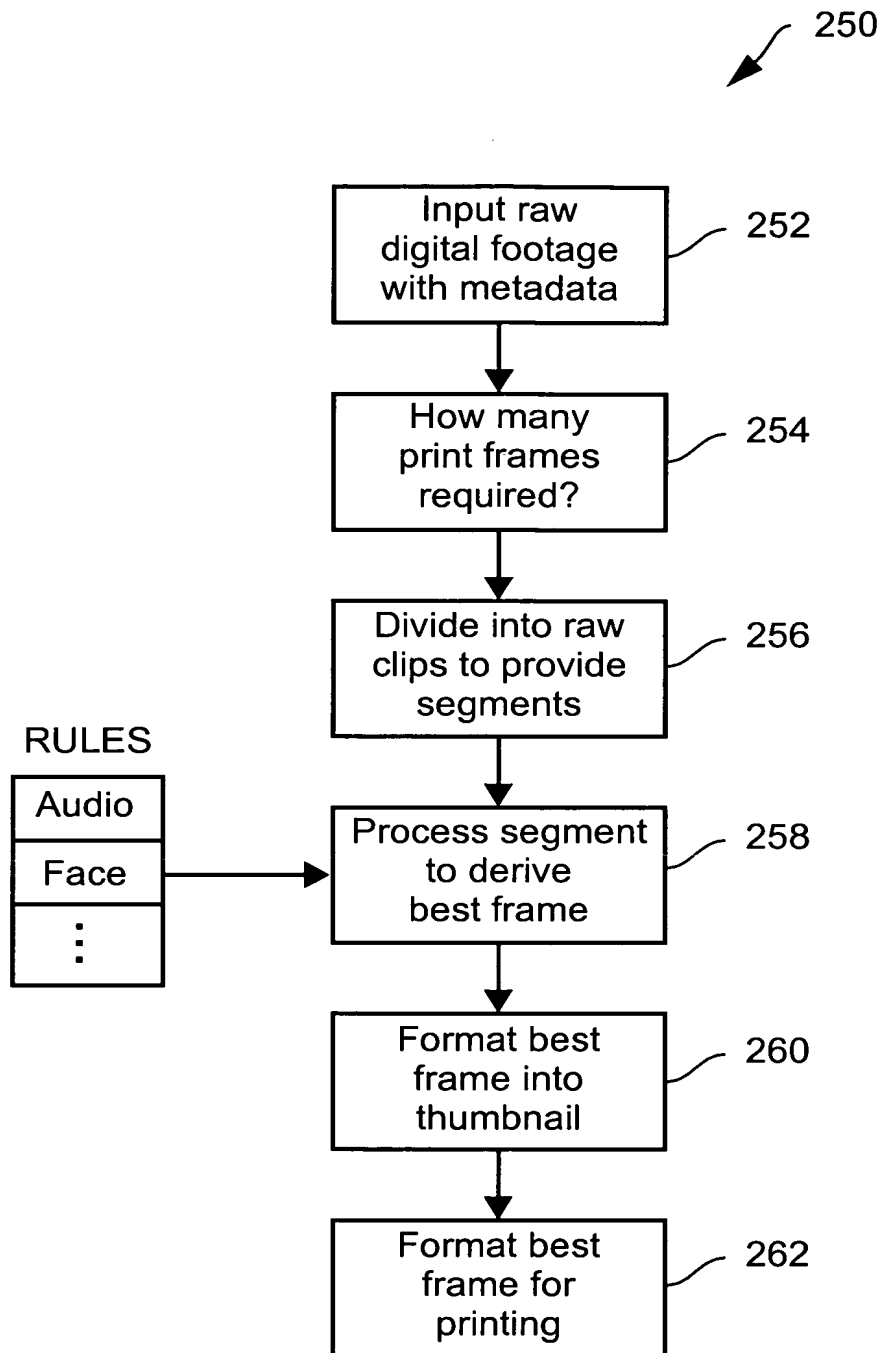 250
Input raw
digital footage
with metadata
252
How many
print frames
required?
254
Divide into raw
clips to provide
segments
256
RULES
Audio
Face
⋮
Process segment
to derive
best frame
258
Format best
frame into
thumbnail
260
Format best
frame for
printing
262